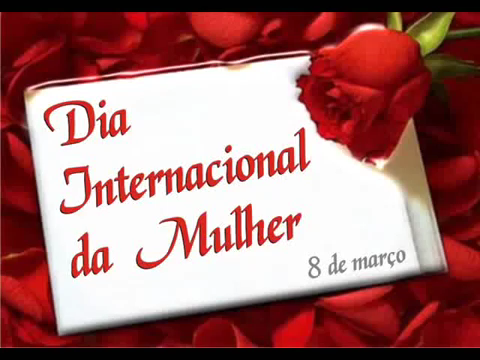 Dia
Internacional
da Mulher
8 de março